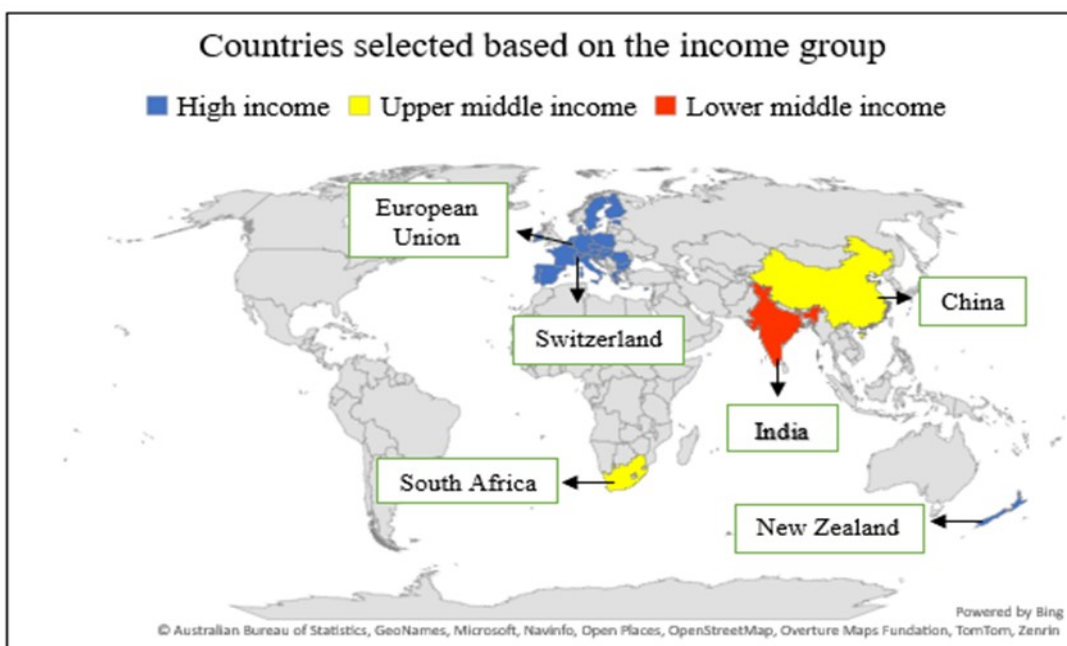 Countries selected based on the income group
High income Upper middle income Lower middle income
European
Union
Switzerland
China
India
South Africa
New Zealand
Powered by Bing
© Australian Bureau of Statistics, GeoNames, Microsoft, Navinfo, Open Places, OpenStreetMap, Overture Maps Fundation, TomTom, Zenrin